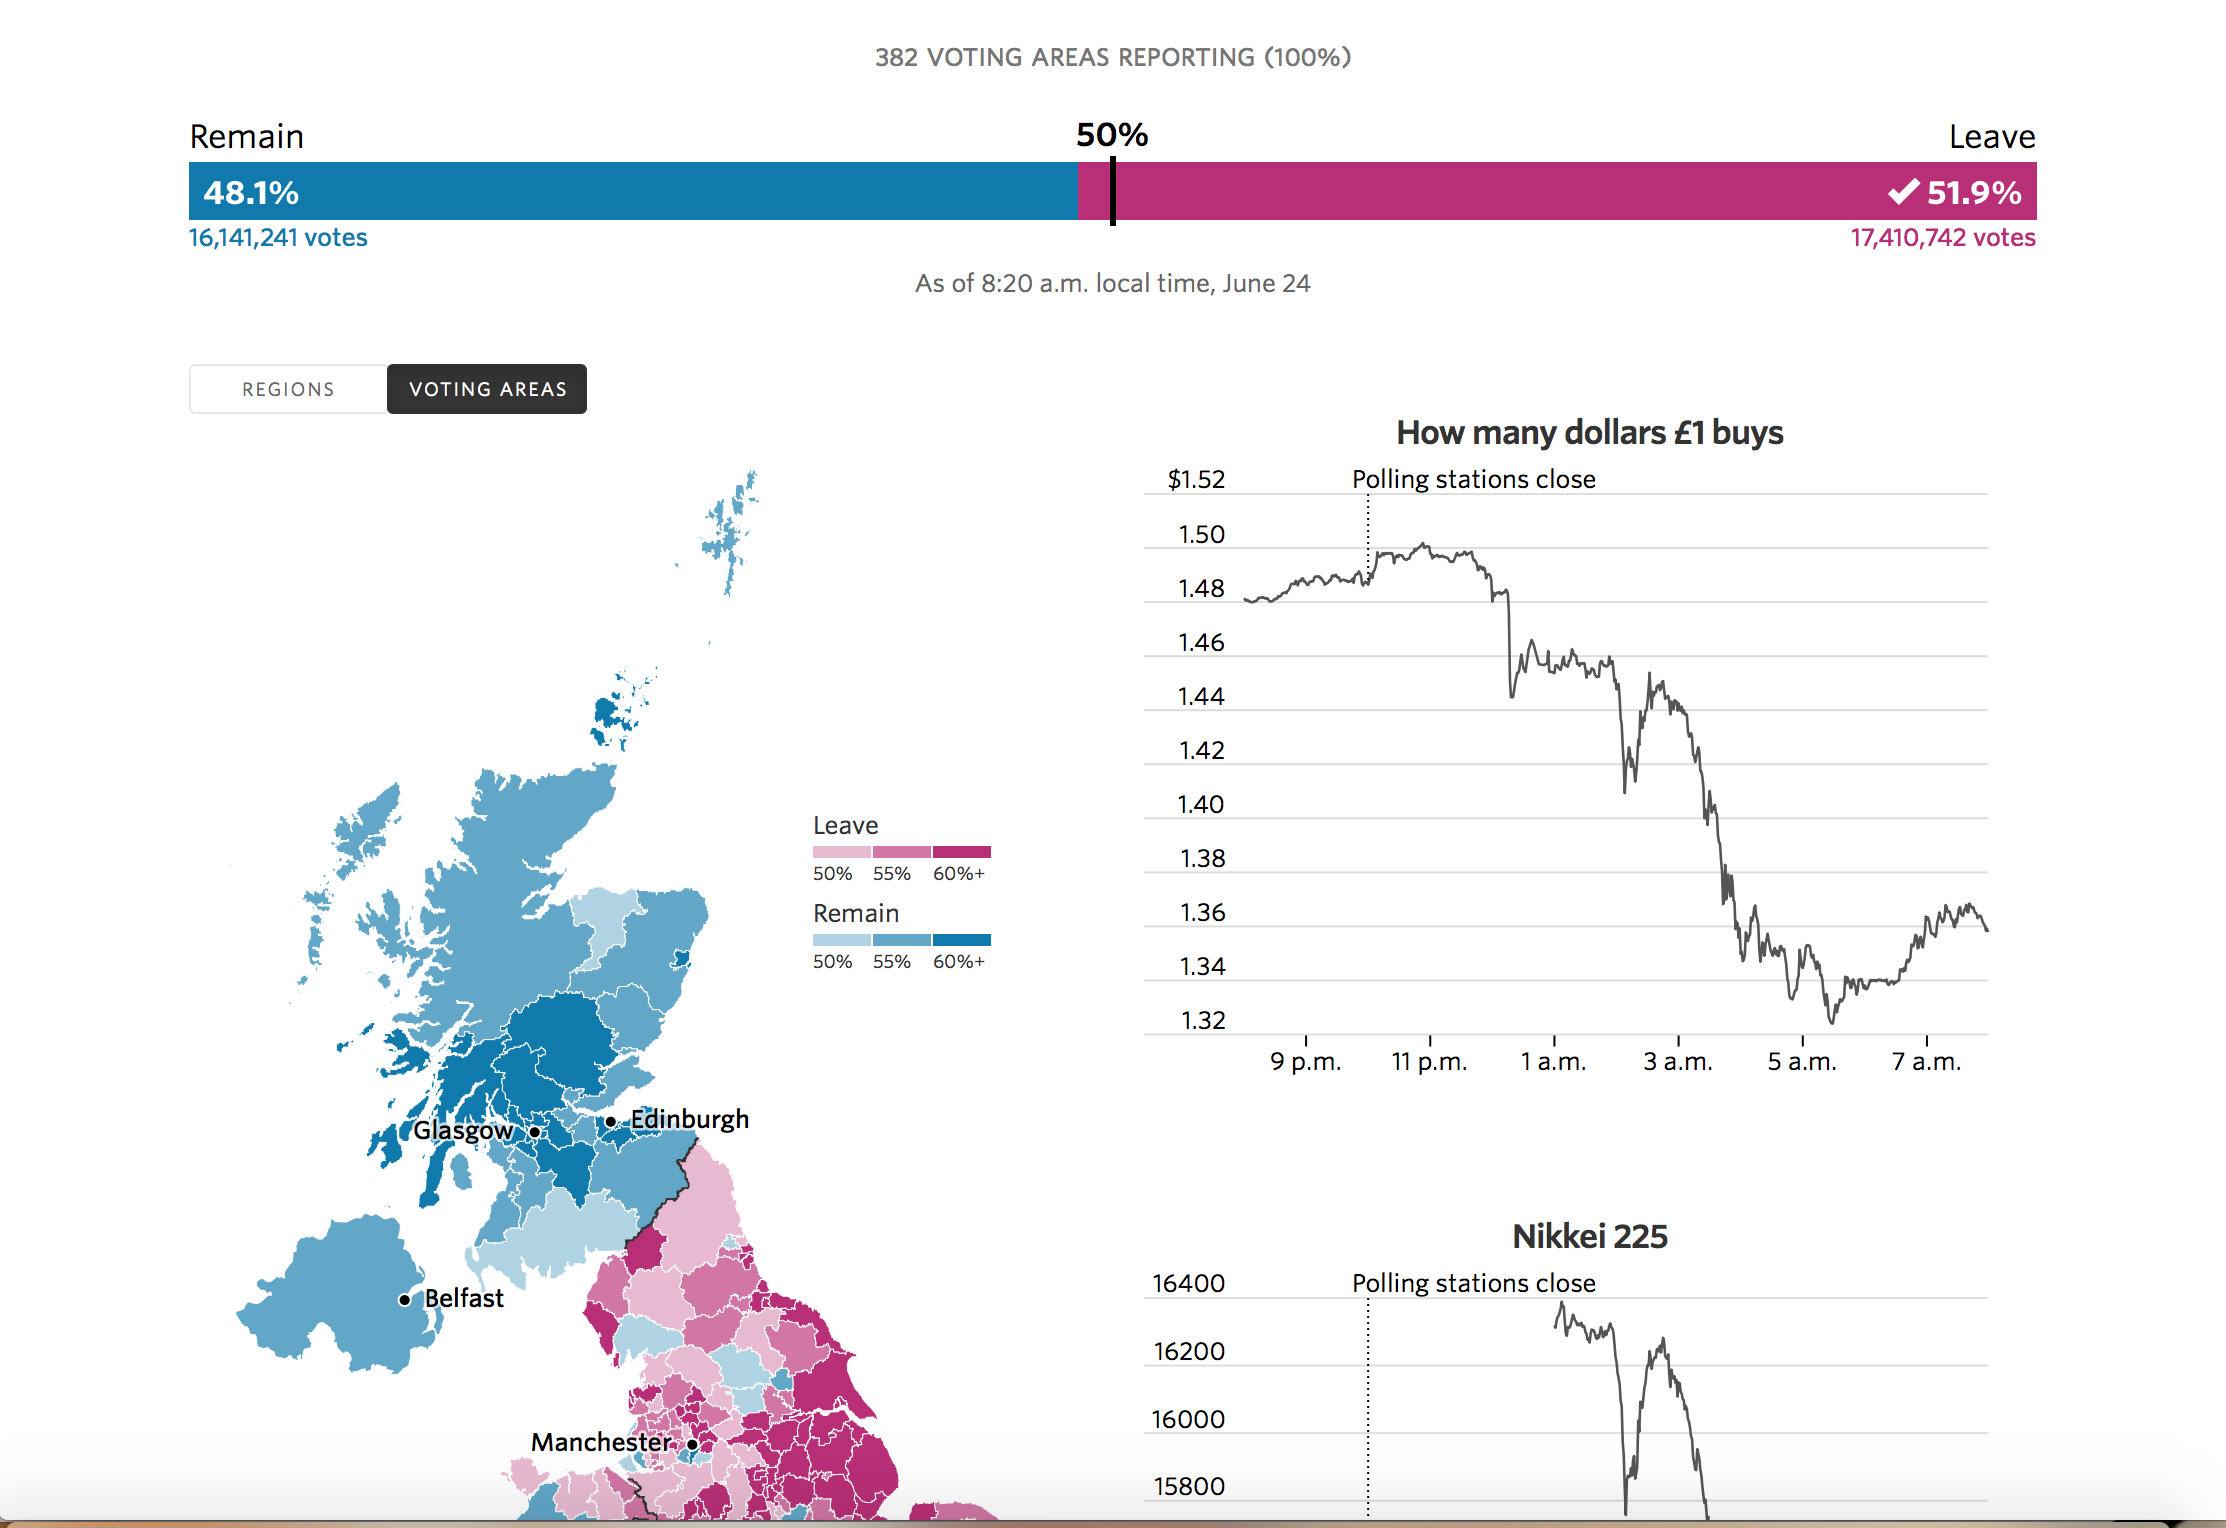 382 VOTING AREAS REPORTING (100%)
Remain
50%
Leave
48.1%
51.9%
16,141,241 votes
17,410,742 votes
As of 8:20 a.m. local time, June 24
REGIONS
VOTING AREAS
How many dollars £1 buys
$1.52
Polling stations close
1.50
1.48
1.46
1.44
1.42
1.40
1.38
1.36
1.34
1.32
9 p.m.
11 p.m.
1 a.m.
3 a.m.
5 a.m.
7 a.m.
Leave
50%
55%
60%+
Remain
50%
55%
60%+
Glasgow
Edinburgh
Belfast
Manchester
Nikkei 225
16400
Polling stations close
16200
16000
15800